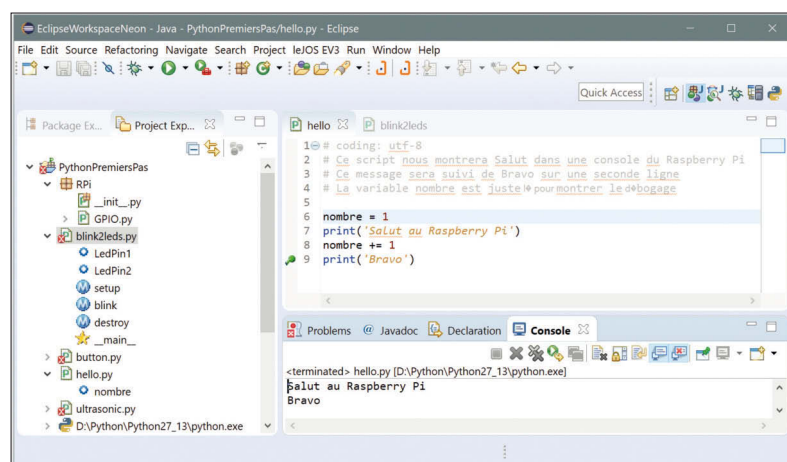 EclipseWorkspaceNeon - Java - PythonPremiersPas/hello.py - Eclipse
File Edit Source Refactoring Navigate Search Project leJOS EV3 Run Window Help
Quick Access
Package Ex... Project Exp...
PythonPremiersPas
RPi
__init__.py
GPIO.py
blink2leds.py
LedPin1
LedPin2
setup
blink
destroy
__main__
button.py
hello.py
nombre
ultrasonic.py
D:\Python\Python27_13\python.exe
hello blink2leds
1 # coding: utf-8
2 # Ce script nous montrera Salut dans une console du Raspberry Pi
3 # Ce message sera suivi de Bravo sur une seconde ligne
4 # La variable nombre est juste l� pour montrer le d�bogage
5
6 nombre = 1
7 print('Salut au Raspberry Pi')
8 nombre += 1
9 print('Bravo')
Problems @ Javadoc Declaration Console
<terminated> hello.py [D:\Python\Python27_13\python.exe]
Salut au Raspberry Pi
Bravo